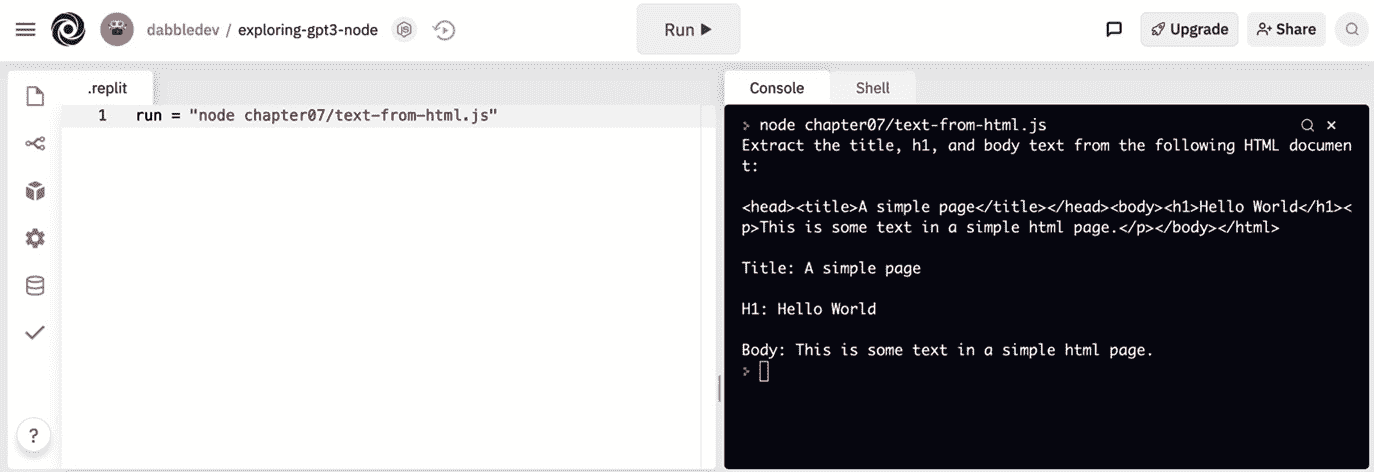 dabbledev / exploring-gpt3-node
Run
Upgrade
Share
.replit
1 run = "node chapter07/text-from-html.js"
Console Shell
node chapter07/text-from-html.js
Extract the title, h1, and body text from the following HTML documen
t:
<head><title>A simple page</title></head><body><h1>Hello World</h1><
p>This is some text in a simple html page.</p></body></html>
Title: A simple page
H1: Hello World
Body: This is some text in a simple html page.
?